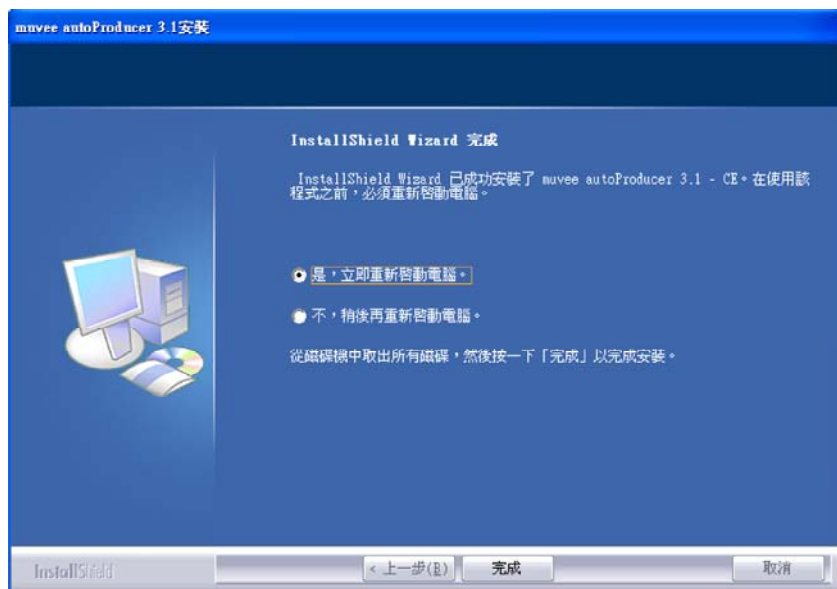 muvee autoProducer 3.1安裝
InstallShield Wizard 完成
InstallShield Wizard 已成功安裝了 muvee autoProducer 3.1 - CE。在使用該
程式之前，必須重新啓動電腦。
是，立即重新啓動電腦。
不，稍後再重新啓動電腦。
從磁碟機中取出所有磁碟，然後按一下「完成」以完成安裝。
InstallShield
< 上一步(B)
完成
取消